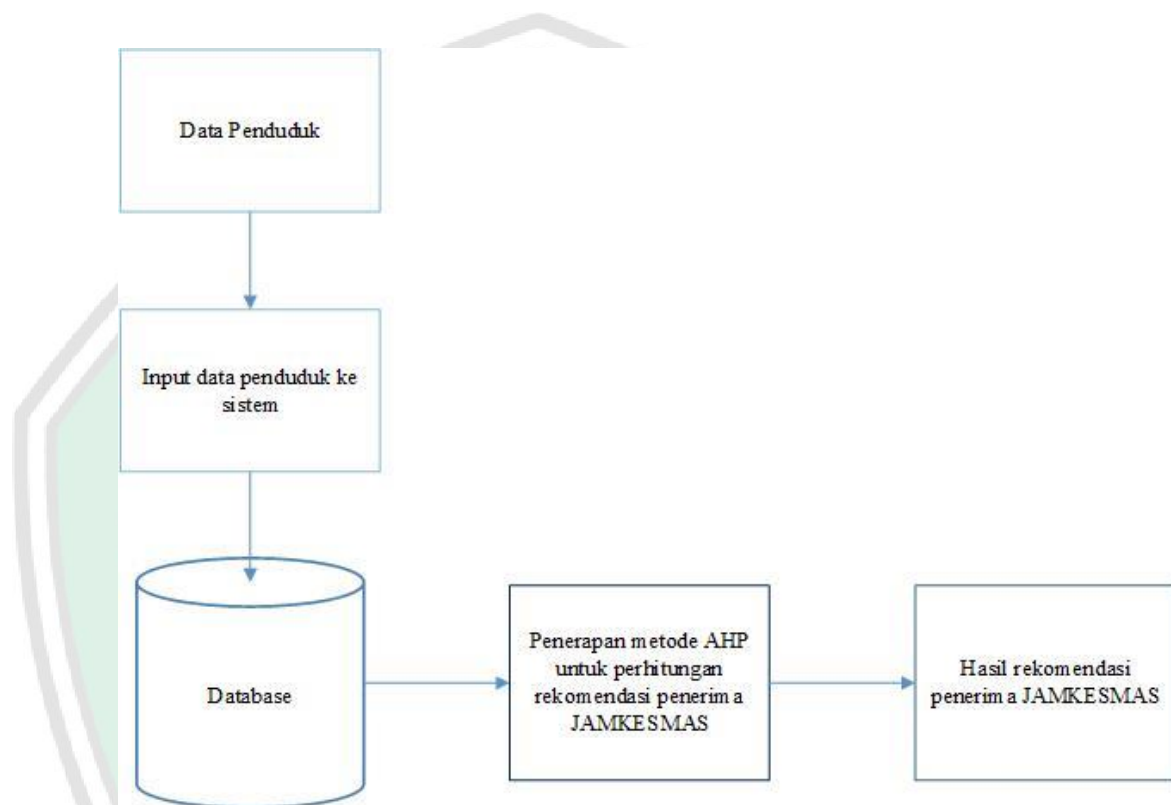 Data Penduduk
Input data penduduk ke
sistem
Database
Penerapan metode AHP
untuk perhitungan
rekomendasi penerima
JAMKESMAS
Hasil rekomendasi
penerima JAMKESMAS